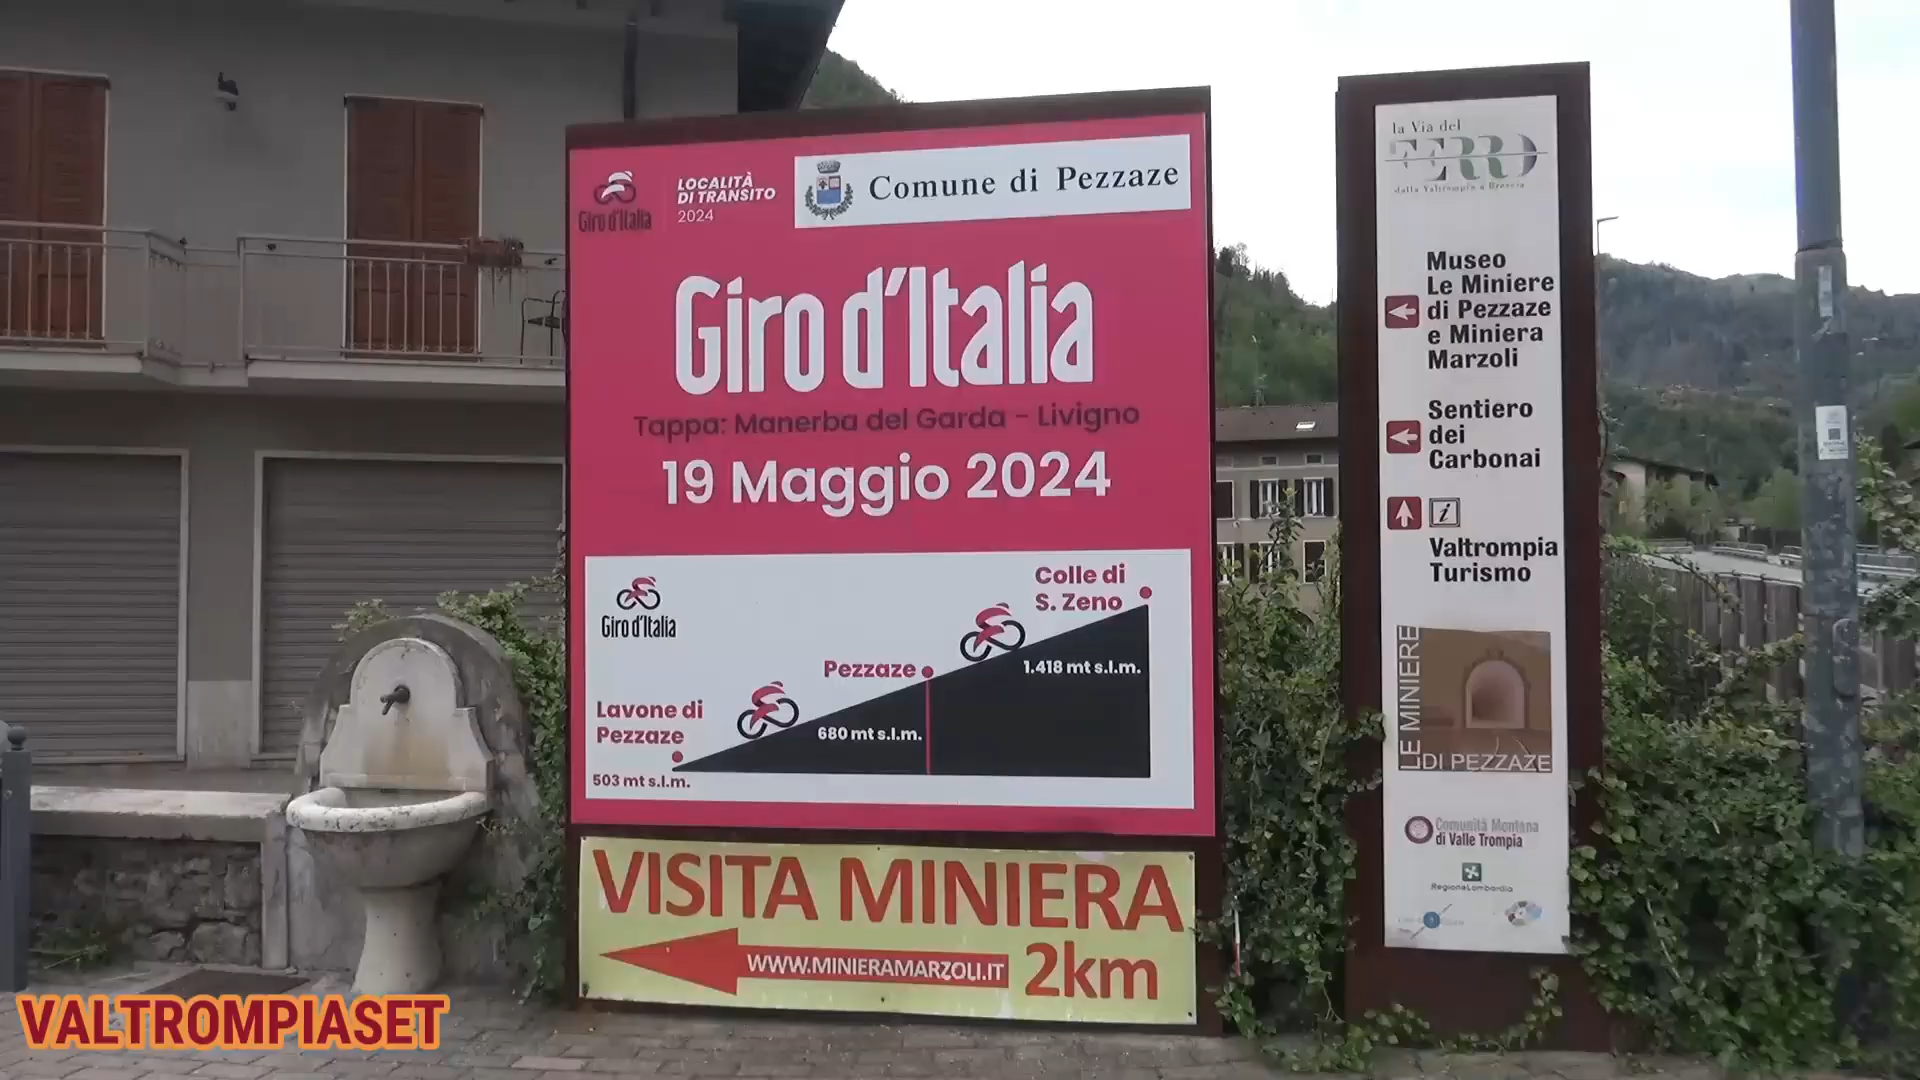 Giro d'Italia
LOCALITÀ
DI TRANSITO
2024
Comune di Pezzaze
Giro d'Italia
Tappa: Manerba del Garda - Livigno
19 Maggio 2024
Giro d'Italia
Colle di
S. Zeno
1.418 mt s.l.m.
Pezzaze
680 mt s.l.m.
Lavone di
Pezzaze
503 mt s.l.m.
VISITA MINIERA
WWW.MINIERAMARZOLI.IT
2km
la Via del
FERRO
dalla Valtrompia a Brescia
Museo
Le Miniere
di Pezzaze
e Miniera
Marzoli
Sentiero
dei
Carbonai
i
Valtrompia
Turismo
LE MINIERE
DI PEZZAZE
Comunità Montana
di Valle Trompia
RegioneLombardia
VALTROMPIASET